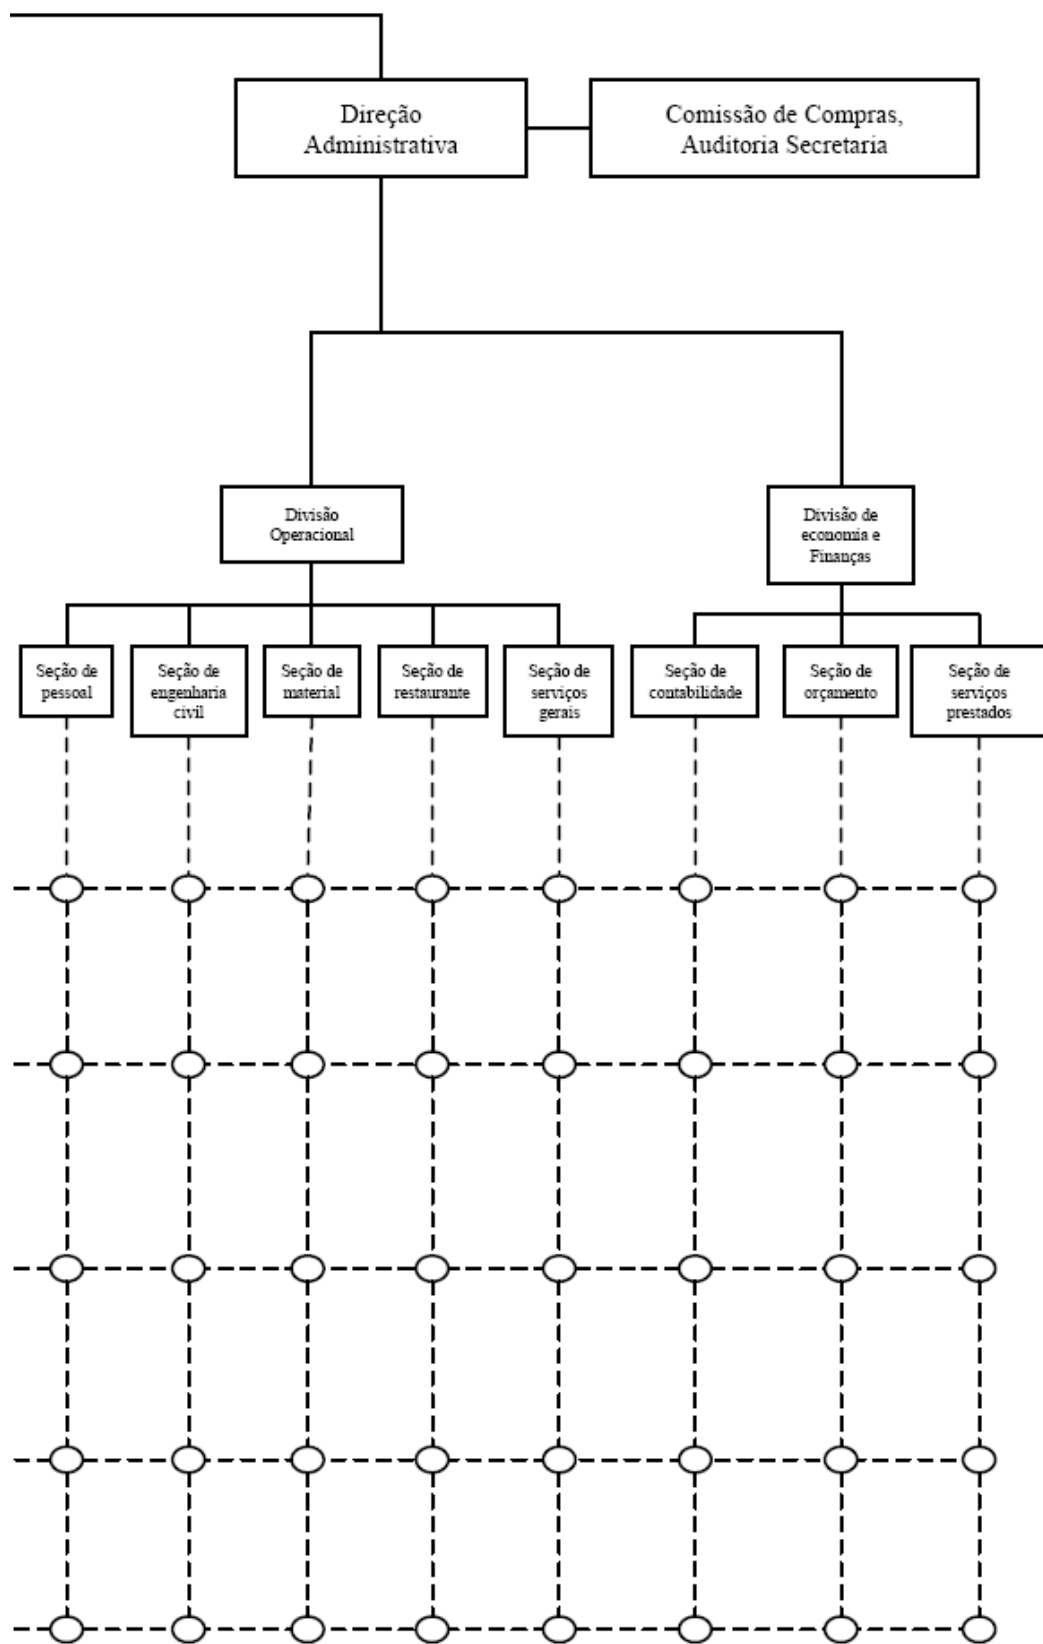 Direção
Administrativa
Comissão de Compras,
Auditoria Secretaria
Divisão
Operacional
Divisão de
economia e
Finanças
Seção de
pessoal
Seção de
engenharia
civil
Seção de
material
Seção de
restaurante
Seção de
serviços
gerais
Seção de
contabilidade
Seção de
orçamento
Seção de
serviços
prestados